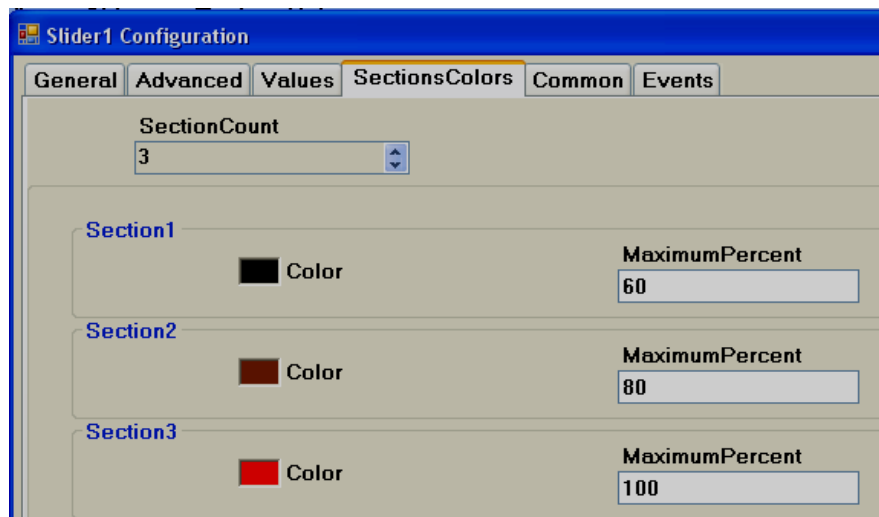 Slider1 Configuration
General Advanced Values SectionsColors Common Events
SectionCount
3
Section1
Color
MaximumPercent
60
Section2
Color
MaximumPercent
80
Section3
Color
MaximumPercent
100